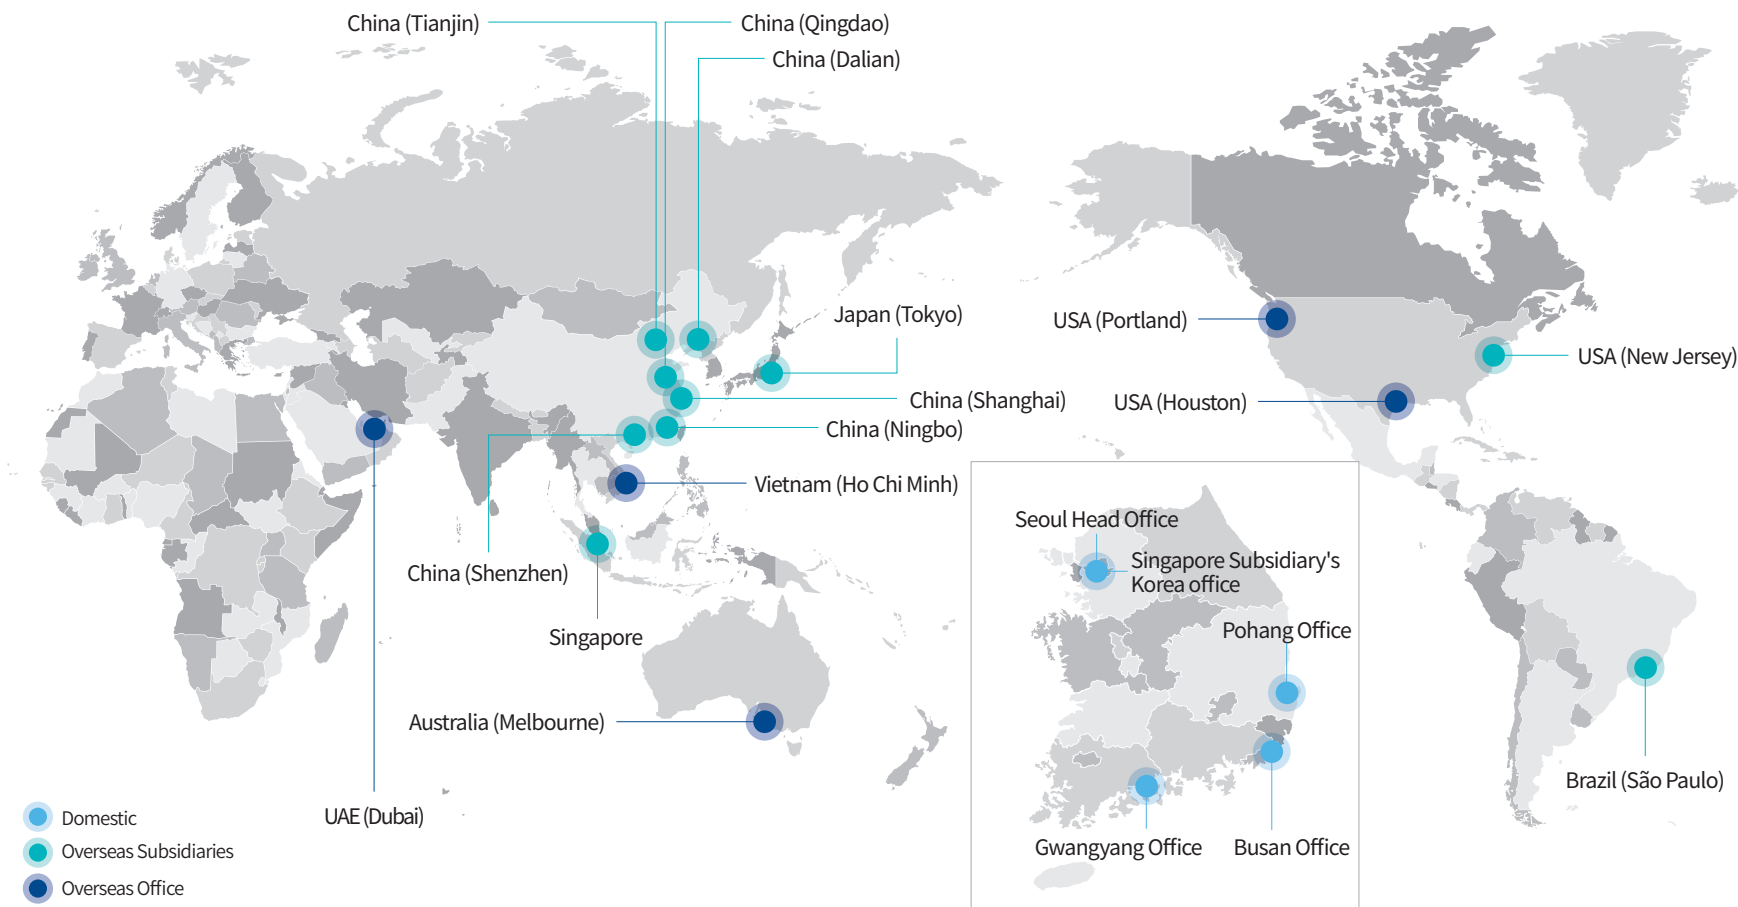 China (Tianjin)
China (Qingdao)
China (Dalian)
Japan (Tokyo)
USA (Portland)
USA (New Jersey)
China (Shanghai)
USA (Houston)
China (Ningbo)
Vietnam (Ho Chi Minh)
Seoul Head Office
Singapore Subsidiary's
Korea office
China (Shenzhen)
Singapore
Pohang Office
Australia (Melbourne)
Brazil (São Paulo)
UAE (Dubai)
Gwangyang Office
Busan Office
Domestic
Overseas Subsidiaries
Overseas Office